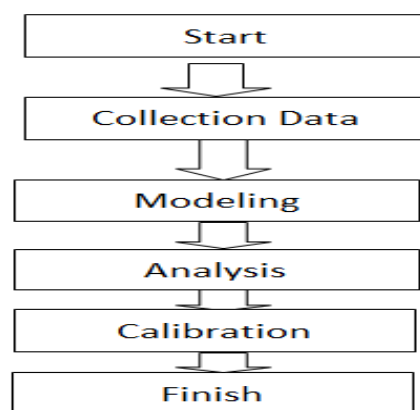 Start
Collection Data
Modeling
Analysis
Calibration
Finish